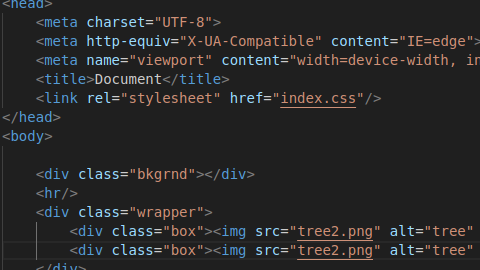 <head>
<meta charset="UTF-8">
<meta http-equiv="X-UA-Compatible" content="IE=edge">
<meta name="viewport" content="width=device-width, in
<title>Document</title>
<link rel="stylesheet" href="index.css"/>
</head>
<body>
<div class="bkgrnd"></div>
<hr/>
<div class="wrapper">
<div class="box"><img src="tree2.png" alt="tree"
<div class="box"><img src="tree2.png" alt="tree"
</div>